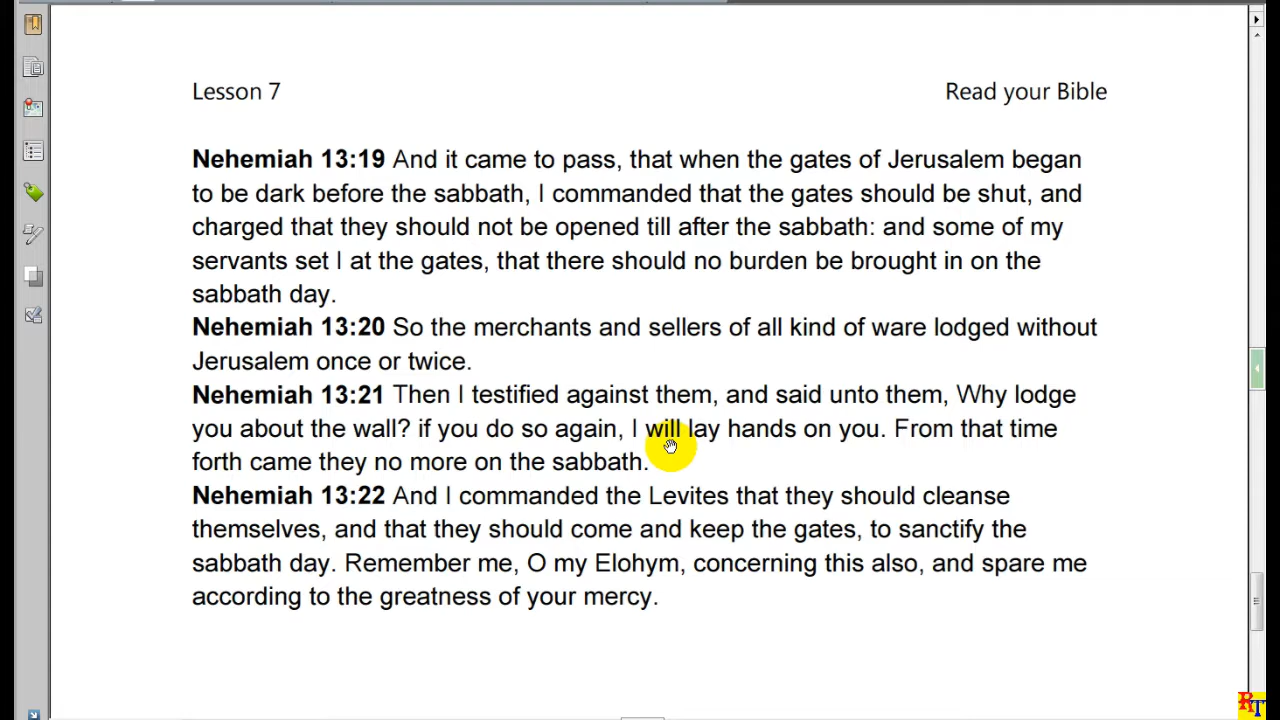 Lesson 7
Read your Bible
Nehemiah 13:19 And it came to pass, that when the gates of Jerusalem began
to be dark before the sabbath, I commanded that the gates should be shut, and
charged that they should not be opened till after the sabbath: and some of my
servants set I at the gates, that there should no burden be brought in on the
sabbath day.
Nehemiah 13:20 So the merchants and sellers of all kind of ware lodged without
Jerusalem once or twice.
Nehemiah 13:21 Then I testified against them, and said unto them, Why lodge
you about the wall? if you do so again, I will lay hands on you. From that time
forth came they no more on the sabbath.
Nehemiah 13:22 And I commanded the Levites that they should cleanse
themselves, and that they should come and keep the gates, to sanctify the
sabbath day. Remember me, O my Elohym, concerning this also, and spare me
according to the greatness of your mercy.
RT